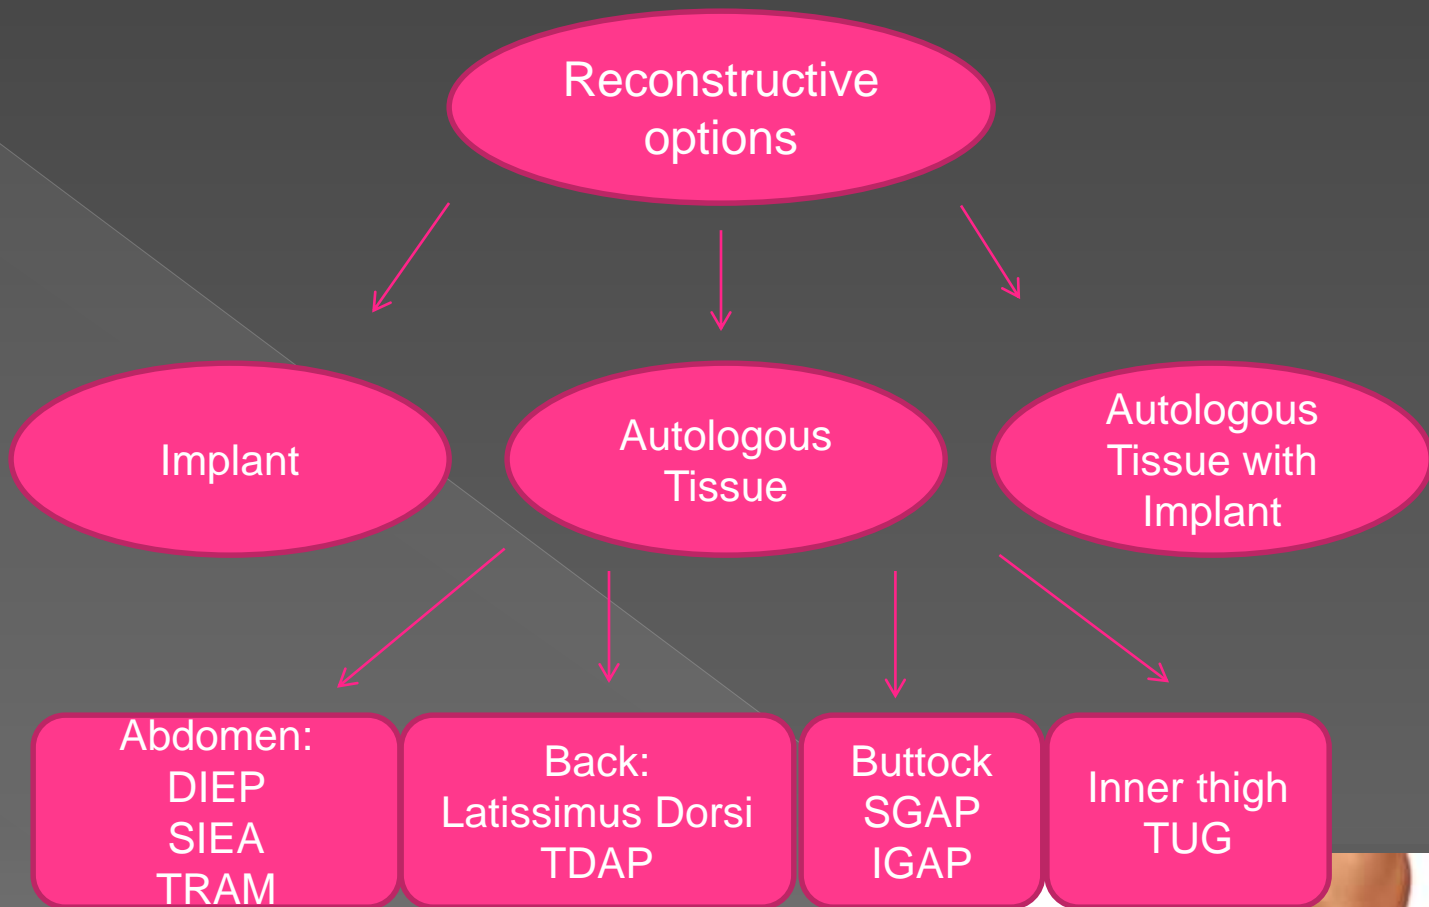 Reconstructive
options
Implant
Autologous
Tissue
Autologous
Tissue with
Implant
Abdomen:
DIEP
SIEA
TRAM
Back:
Latissimus Dorsi
TDAP
Buttock
SGAP
IGAP
Inner thigh
TUG